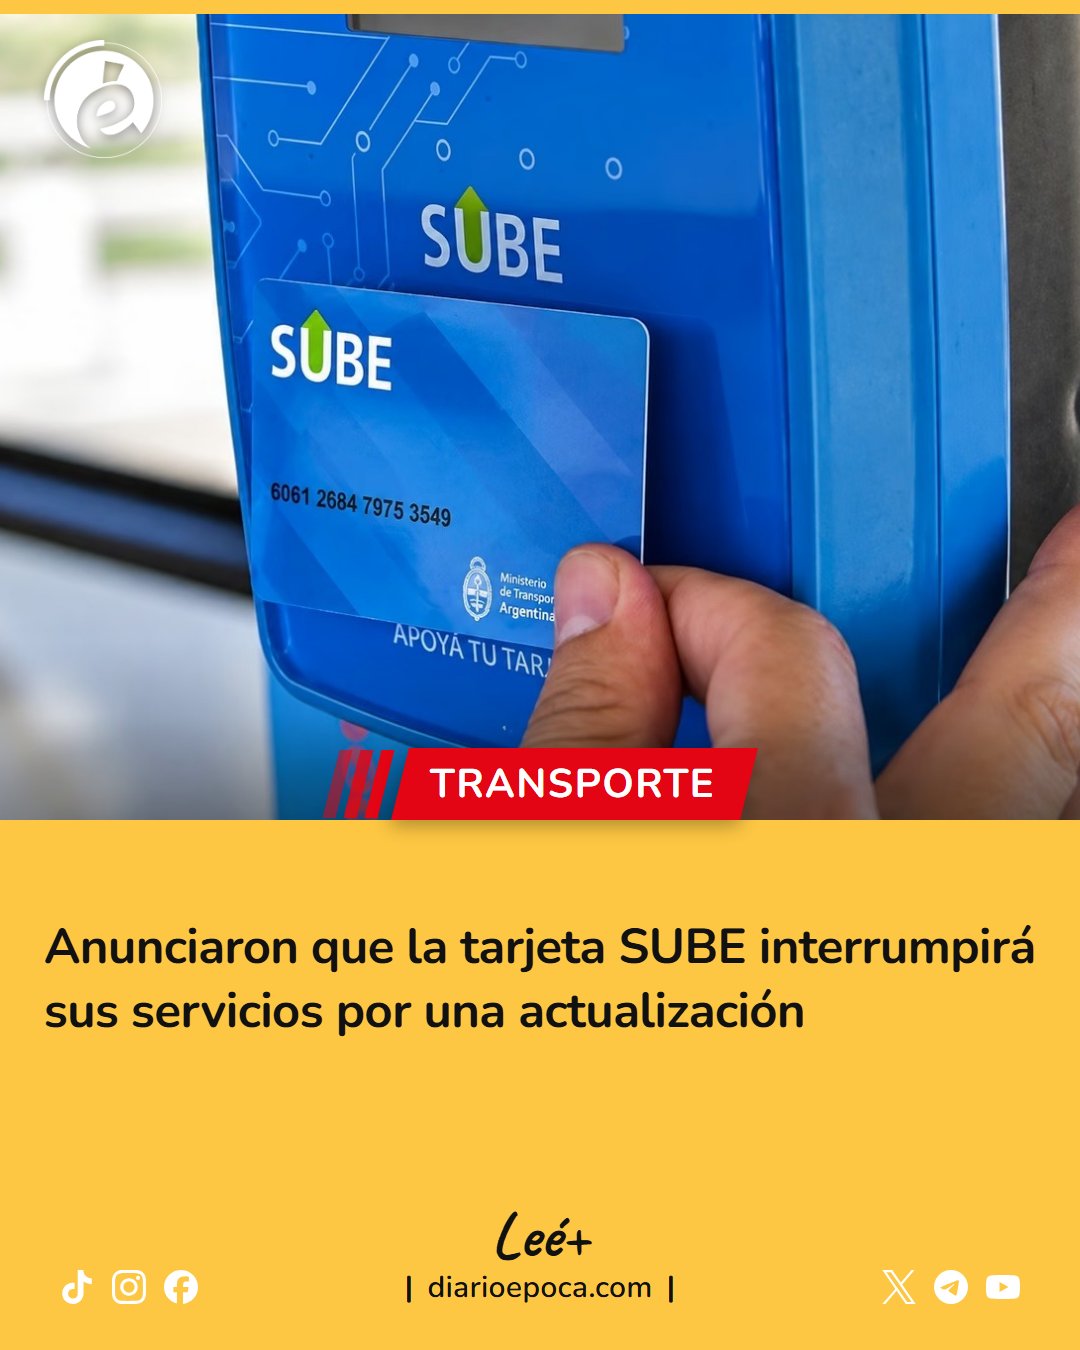 é
SUBE
SUBE
6061 2684 7975 3549
Ministerio
de Transpor
Argentina
APOYÁ TU TARJ
TRANSPORTE
Anunciaron que la tarjeta SUBE interrumpirá
sus servicios por una actualización
Leé+
| diarioepoca.com |